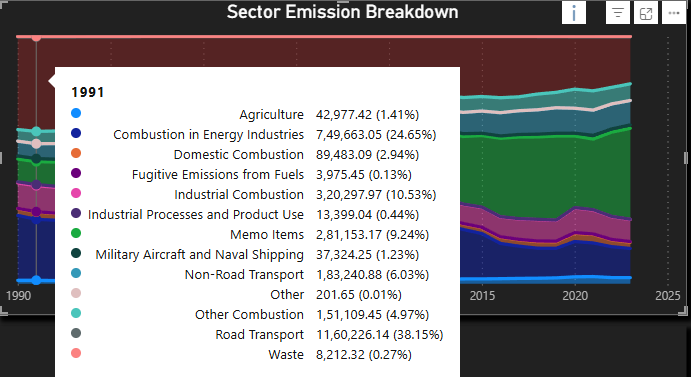 Sector Emission Breakdown
1991
Agriculture 42,977.42 (1.41%)
Combustion in Energy Industries 7,49,663.05 (24.65%)
Domestic Combustion 89,483.09 (2.94%)
Fugitive Emissions from Fuels 3,975.45 (0.13%)
Industrial Combustion 3,20,297.97 (10.53%)
Industrial Processes and Product Use 13,399.04 (0.44%)
Memo Items 2,81,153.17 (9.24%)
Military Aircraft and Naval Shipping 37,324.25 (1.23%)
Non-Road Transport 1,83,240.88 (6.03%)
Other 201.65 (0.01%)
Other Combustion 1,51,109.45 (4.97%)
Road Transport 11,60,226.14 (38.15%)
Waste 8,212.32 (0.27%)
1990 2015 2020 2025